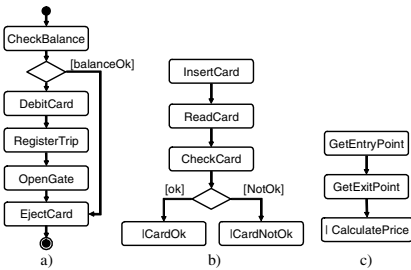 CheckBalance
[balanceOk]
DebitCard
RegisterTrip
OpenGate
EjectCard
a)
InsertCard
ReadCard
CheckCard
[ok]
[NotOk]
|CardOk
|CardNotOk
b)
GetEntryPoint
GetExitPoint
| CalculatePrice
c)